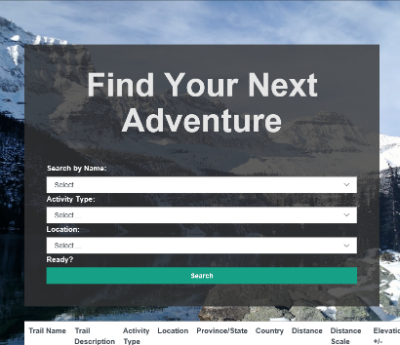 Find Your Next
Adventure
Search by Name:
Select ...
Activity Type:
Select ...
Location:
Select ...
Ready?
Search
Trail Name Trail Activity Location Province/State Country Distance Distance
Description Type Scale +/-